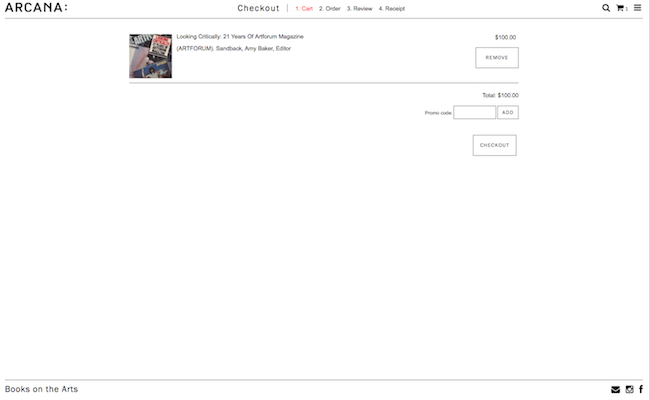 ARCANA:
Checkout
1. Cart 2. Order 3. Review 4. Receipt
1
Looking Critically: 21 Years Of Artforum Magazine
$100.00
(ARTFORUM). Sandback, Amy Baker, Editor
REMOVE
Total: $100.00
Promo code:
ADD
CHECKOUT
Books on the Arts